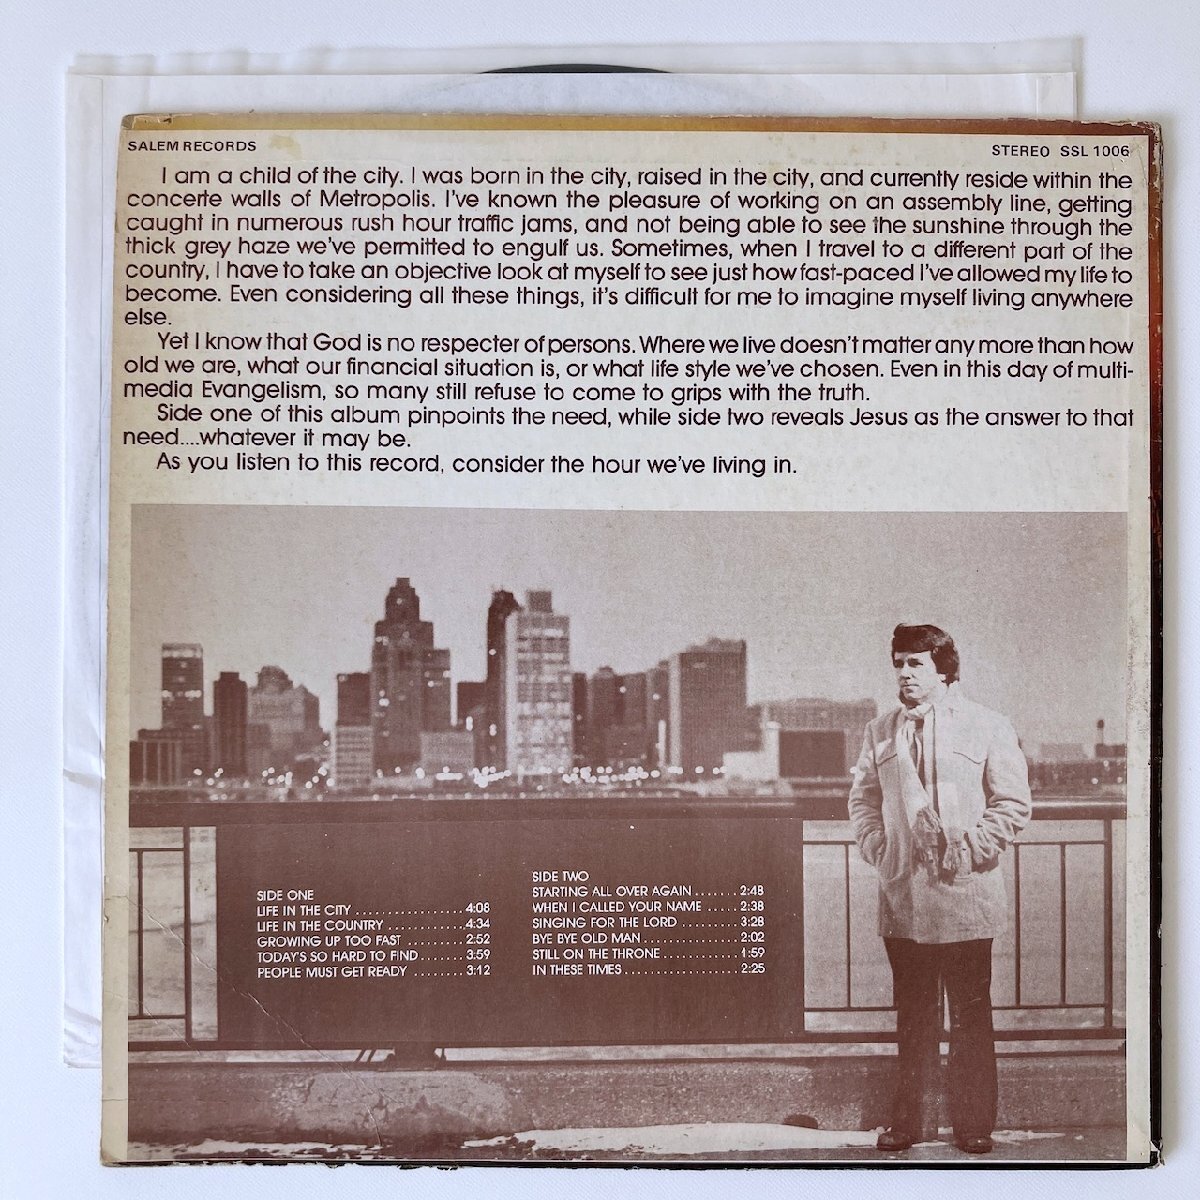 SALEM RECORDS
STEREO SSL 1006
I am a child of the city. I was born in the city, raised in the city, and currently reside within the
concerte walls of Metropolis. I've known the pleasure of working on an assembly line, getting
caught in numerous rush hour traffic jams, and not being able to see the sunshine through the
thick grey haze we've permitted to engulf us. Sometimes, when I travel to a different part of the
country, I have to take an objective look at myself to see just how fast-paced I've allowed my life to
become. Even considering all these things, it's difficult for me to imagine myself living anywhere
else.
Yet I know that God is no respecter of persons. Where we live doesn't matter any more than how
old we are, what our financial situation is, or what life style we've chosen. Even in this day of multi-
media Evangelism, so many still refuse to come to grips with the truth.
Side one of this album pinpoints the need, while side two reveals Jesus as the answer to that
need....whatever it may be.
As you listen to this record, consider the hour we've living in.
SIDE ONE
LIFE IN THE CITY ................. 4:08
LIFE IN THE COUNTRY ............ 4:34
GROWING UP TOO FAST ......... 2:52
TODAY'S SO HARD TO FIND ....... 3:59
PEOPLE MUST GET READY ........ 3:12
SIDE TWO
STARTING ALL OVER AGAIN ....... 2:48
WHEN I CALLED YOUR NAME ..... 2:38
SINGING FOR THE LORD ......... 3:28
BYE BYE OLD MAN .............. 2:02
STILL ON THE THRONE ............ 1:59
IN THESE TIMES ................. 2:25